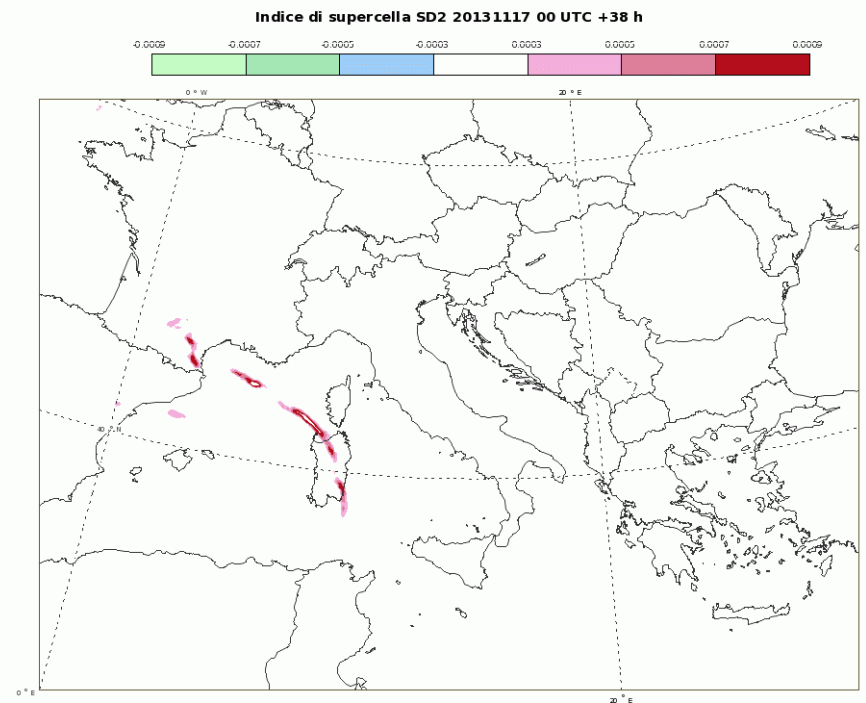 Indice di supercella SD2 20131117 00 UTC +38 h
-0.0009 -0.0007 -0.0005 -0.0003 0.0003 0.0005 0.0007 0.0009
0 ° W 20 ° E
40 ° N
0 ° E 20 ° E